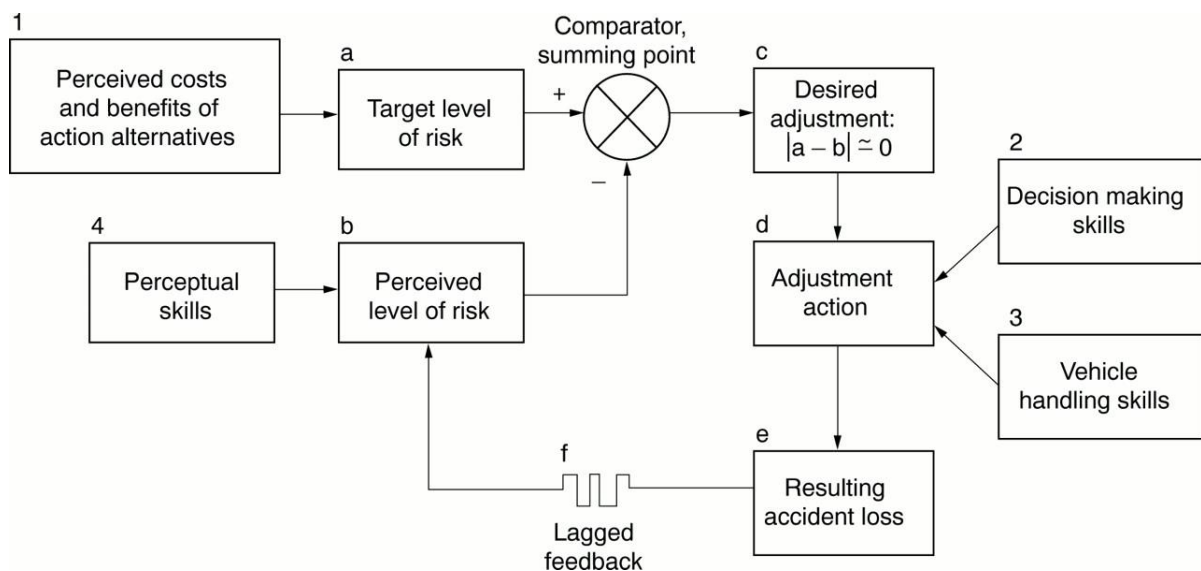 1
Perceived costs
and benefits of
action alternatives
a
Target level
of risk
Comparator,
summing point
+
−
c
Desired
adjustment:
|a − b| ≃ 0
2
Decision making
skills
4
Perceptual
skills
b
Perceived
level of risk
d
Adjustment
action
3
Vehicle
handling skills
e
Resulting
accident loss
f
Lagged
feedback